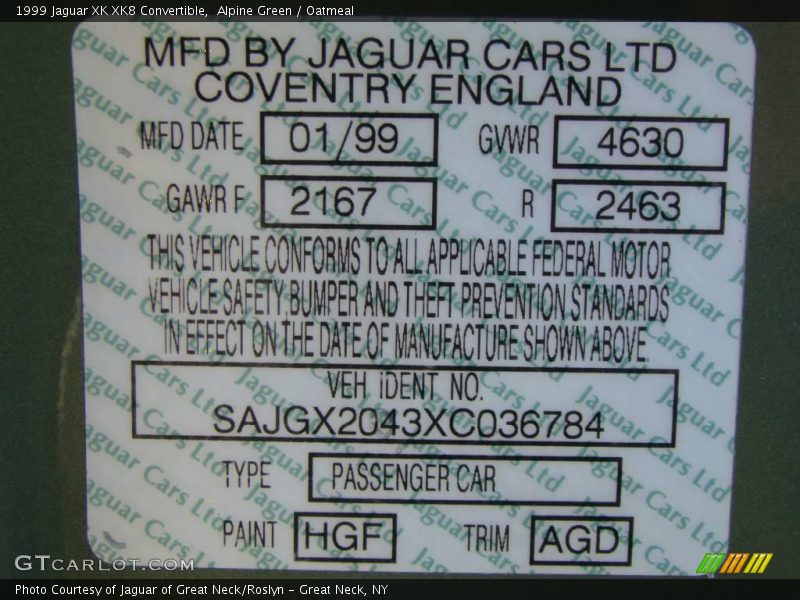 1999 Jaguar XK XK8 Convertible,  Alpine Green / Oatmeal
MFD BY JAGUAR CARS LTD
COVENTRY ENGLAND
MFD DATE 01/99 GVWR 4630
GAWR F 2167 R 2463
THIS VEHICLE CONFORMS TO ALL APPLICABLE FEDERAL MOTOR
VEHICLE SAFETY, BUMPER AND THEFT PREVENTION STANDARDS
IN EFFECT ON THE DATE OF MANUFACTURE SHOWN ABOVE.
VEH IDENT NO.
SAJGX2043XC036784
TYPE PASSENGER CAR
PAINT HGF TRIM AGD
GTCARLOT.COM
Photo Courtesy of Jaguar of Great Neck/Roslyn – Great Neck, NY